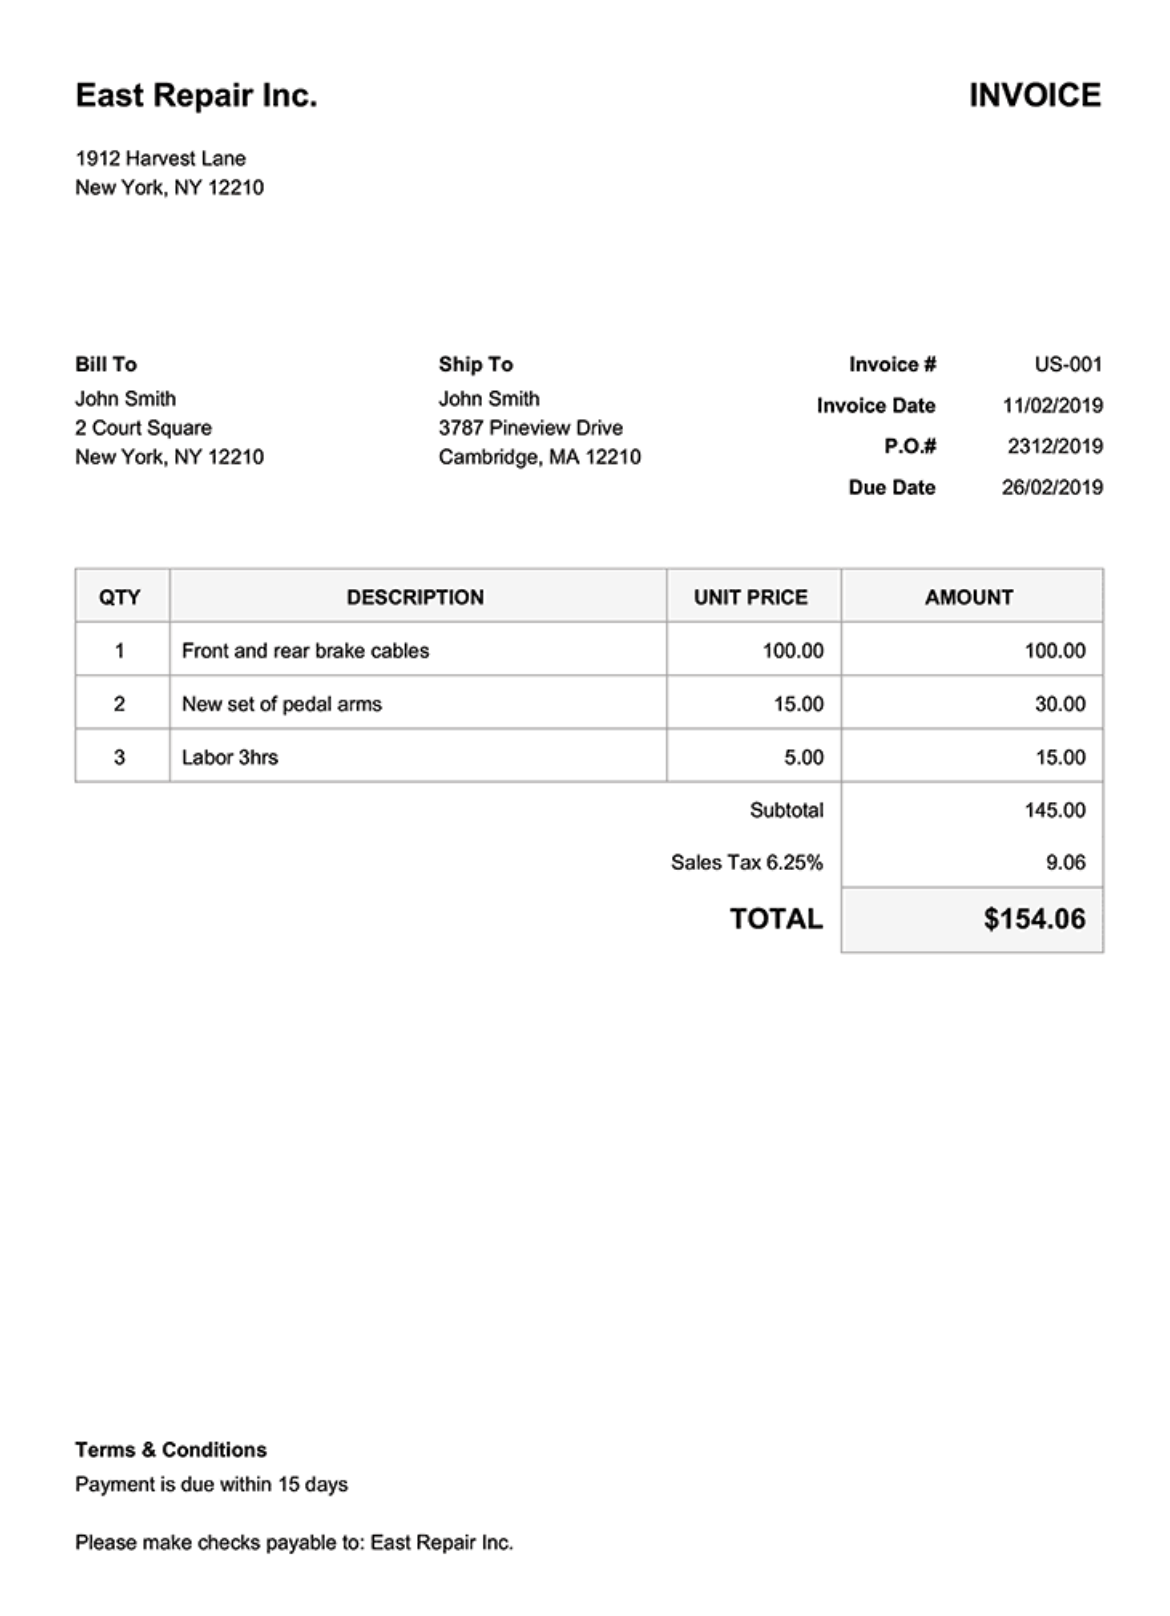 East Repair Inc.
INVOICE
1912 Harvest Lane
New York, NY 12210
Bill To
John Smith
2 Court Square
New York, NY 12210
Ship To
John Smith
3787 Pineview Drive
Cambridge, MA 12210
Invoice # US-001
Invoice Date 11/02/2019
P.O.# 2312/2019
Due Date 26/02/2019
QTY DESCRIPTION UNIT PRICE AMOUNT
1 Front and rear brake cables 100.00 100.00
2 New set of pedal arms 15.00 30.00
3 Labor 3hrs 5.00 15.00
Subtotal 145.00
Sales Tax 6.25% 9.06
TOTAL $154.06
Terms & Conditions
Payment is due within 15 days
Please make checks payable to: East Repair Inc.